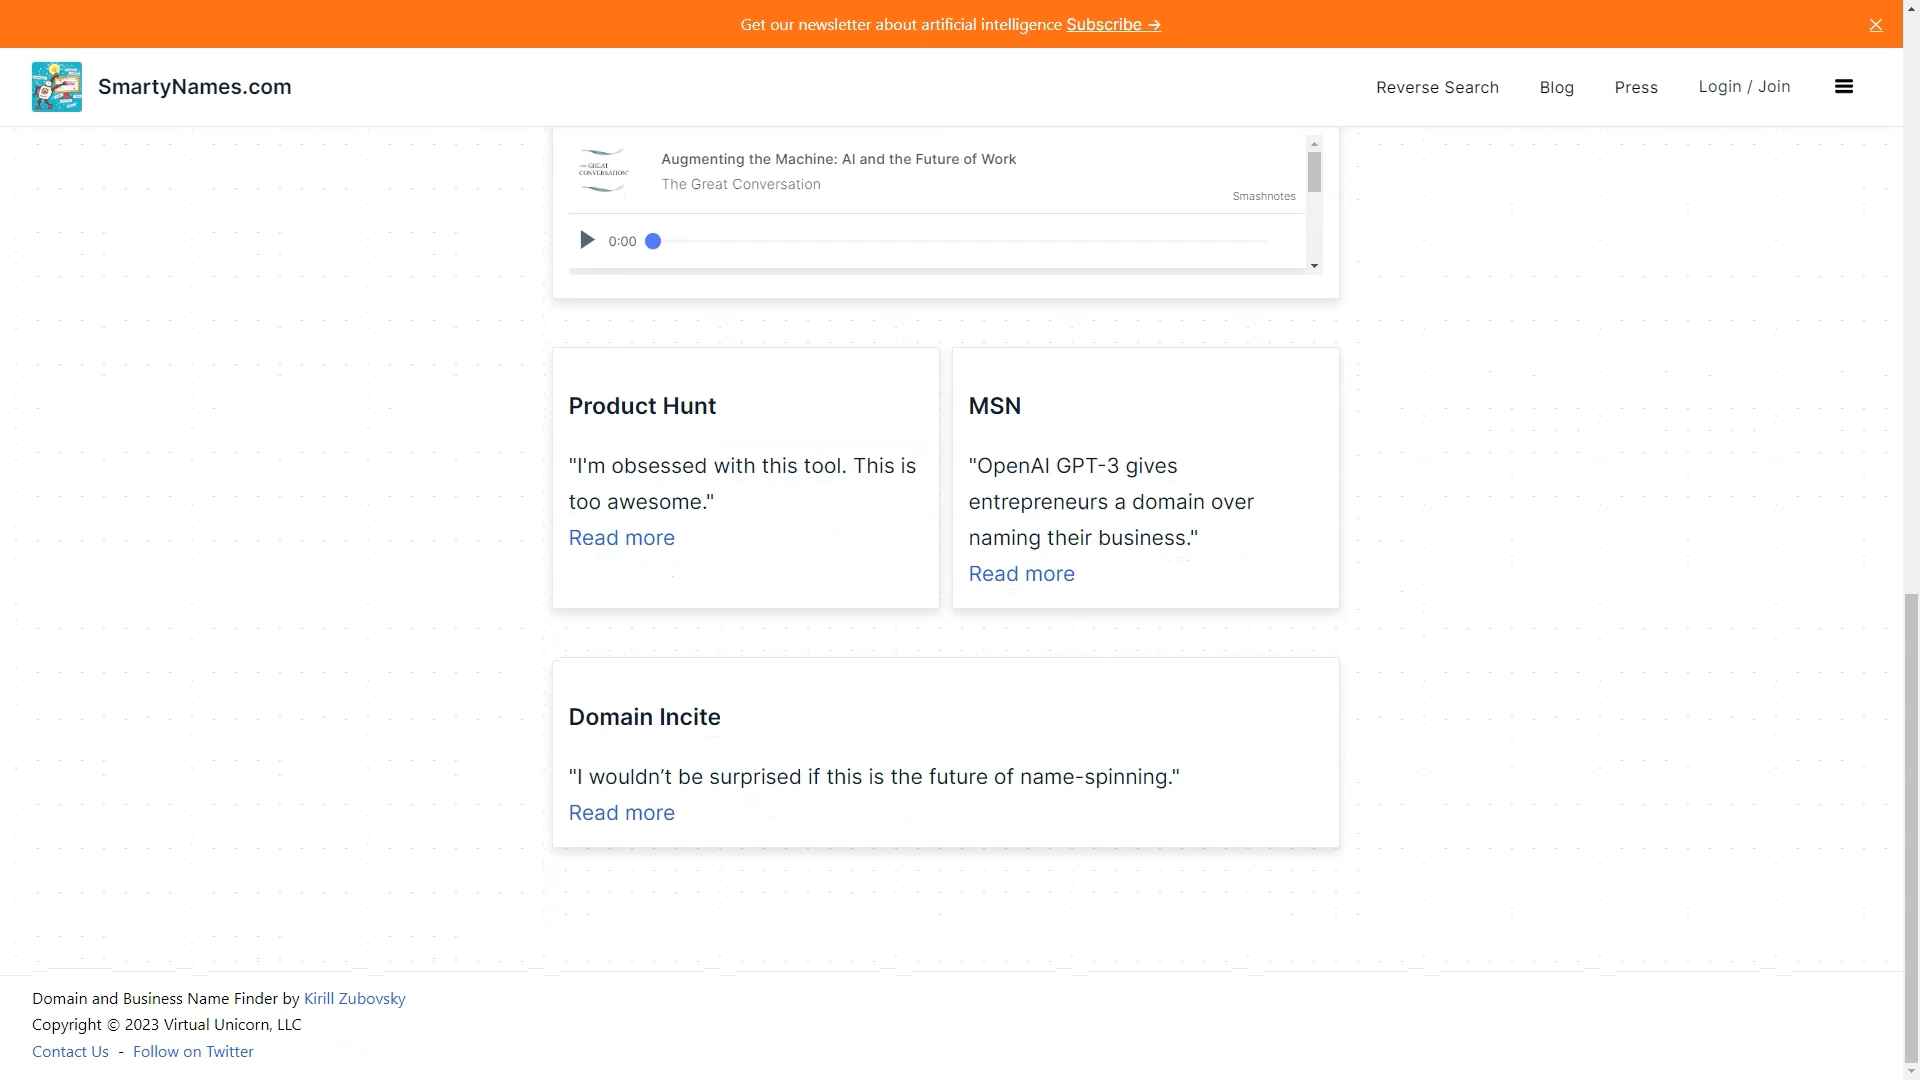 Get our newsletter about artificial intelligence Subscribe →
SmartyNames.com
Reverse Search
Blog
Press
Login / Join
THE GREAT
CONVERSATION
Augmenting the Machine: AI and the Future of Work
The Great Conversation
Smashnotes
0:00
Product Hunt
"I'm obsessed with this tool. This is
too awesome."
Read more
MSN
"OpenAI GPT-3 gives
entrepreneurs a domain over
naming their business."
Read more
Domain Incite
"I wouldn’t be surprised if this is the future of name-spinning."
Read more
Domain and Business Name Finder by Kirill Zubovsky
Copyright © 2023 Virtual Unicorn, LLC
Contact Us - Follow on Twitter